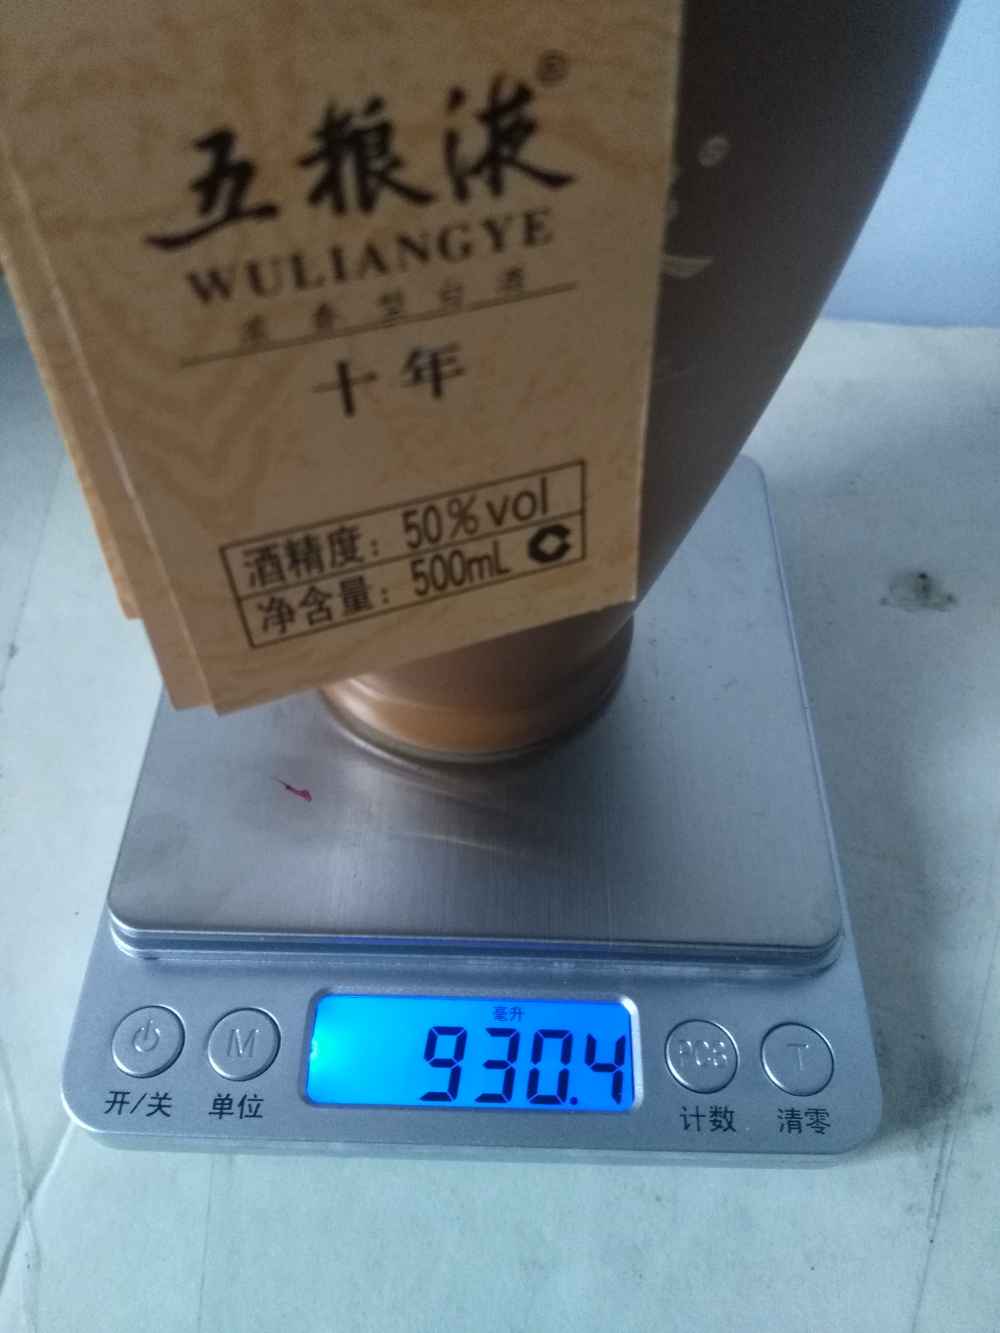 五粮液®
WULIANGYE
浓香型白酒
十年
酒精度: 50%vol
净含量: 500mL C
毫升
930.4
M
PCS
T
开/关
单位
计数
清零